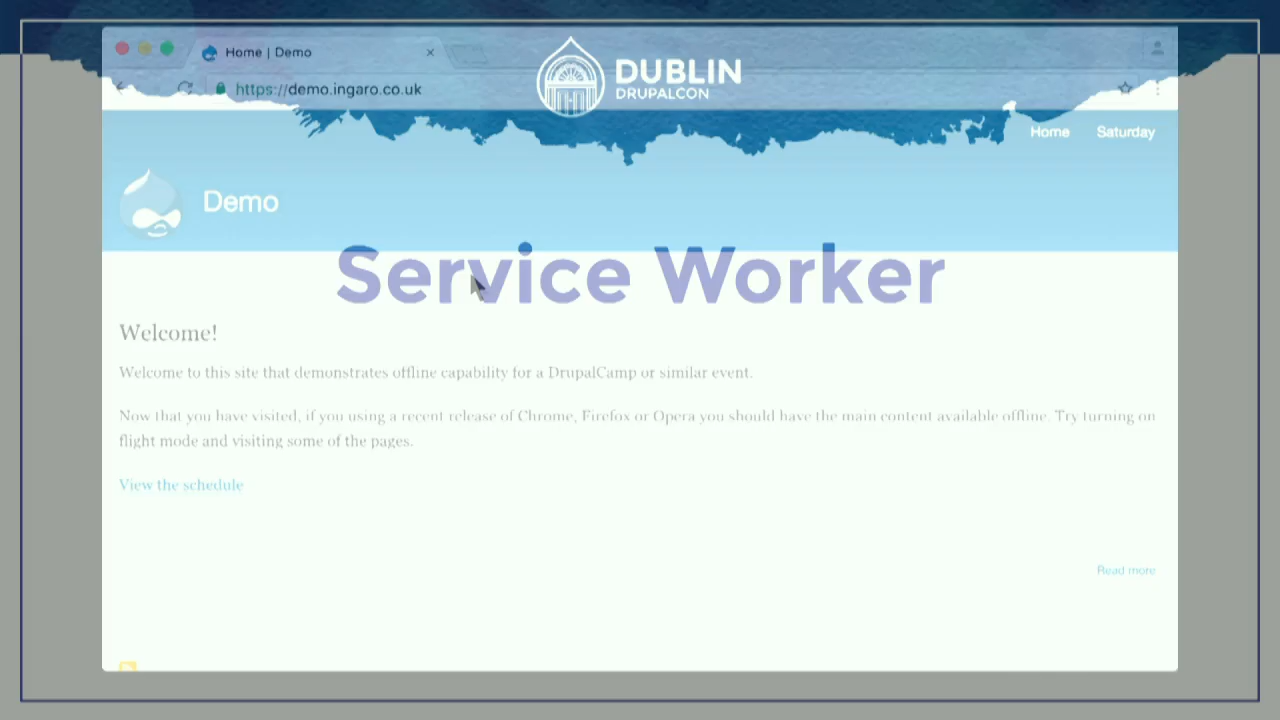 Home | Demo
https://demo.ingaro.co.uk
DUBLIN
DRUPALCON
Home Saturday
Demo
Service Worker
Welcome!
Welcome to this site that demonstrates offline capability for a DrupalCamp or similar event.
Now that you have visited, if you using a recent release of Chrome, Firefox or Opera you should have the main content available offline. Try turning on
flight mode and visiting some of the pages.
View the schedule
Read more